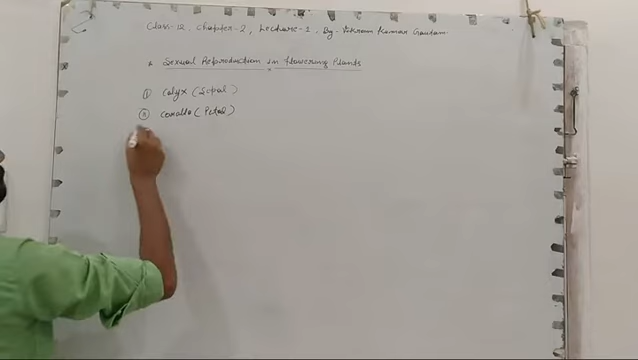 Class-12, Chapter-2, Lecture-1, By- Vikram Kumar Gautam
* Sexual Reproduction in flowering Plants
① Calyx (Sepal)
② Corolla (Petal)